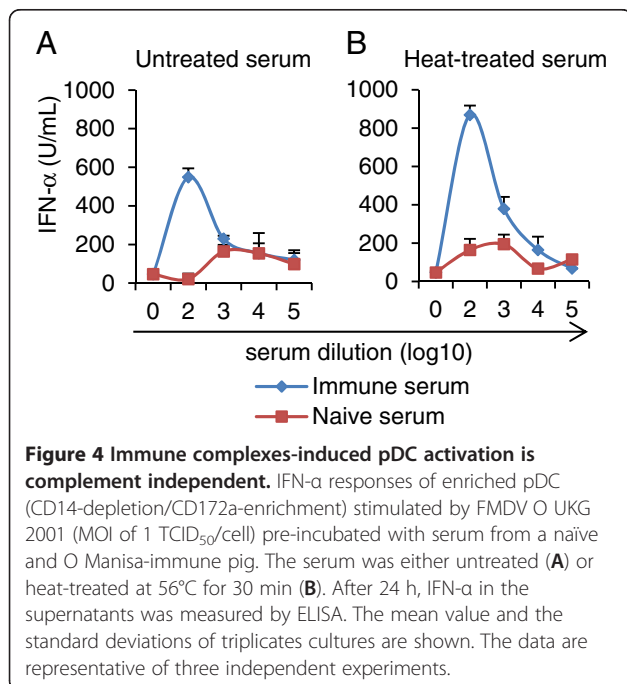 A
B
Untreated serum
Heat-treated serum
1000
800
600
400
200
0
0 2 3 4 5
1000
800
600
400
200
0
0 2 3 4 5
IFN-α (U/mL)
serum dilution (log10)
Immune serum
Naive serum
Figure 4 Immune complexes-induced pDC activation is
complement independent. IFN-α responses of enriched pDC
(CD14-depletion/CD172a-enrichment) stimulated by FMDV O UKG
2001 (MOI of 1 TCID50/cell) pre-incubated with serum from a naïve
and O Manisa-immune pig. The serum was either untreated (A) or
heat-treated at 56°C for 30 min (B). After 24 h, IFN-α in the
supernatants was measured by ELISA. The mean value and the
standard deviations of triplicates cultures are shown. The data are
representative of three independent experiments.